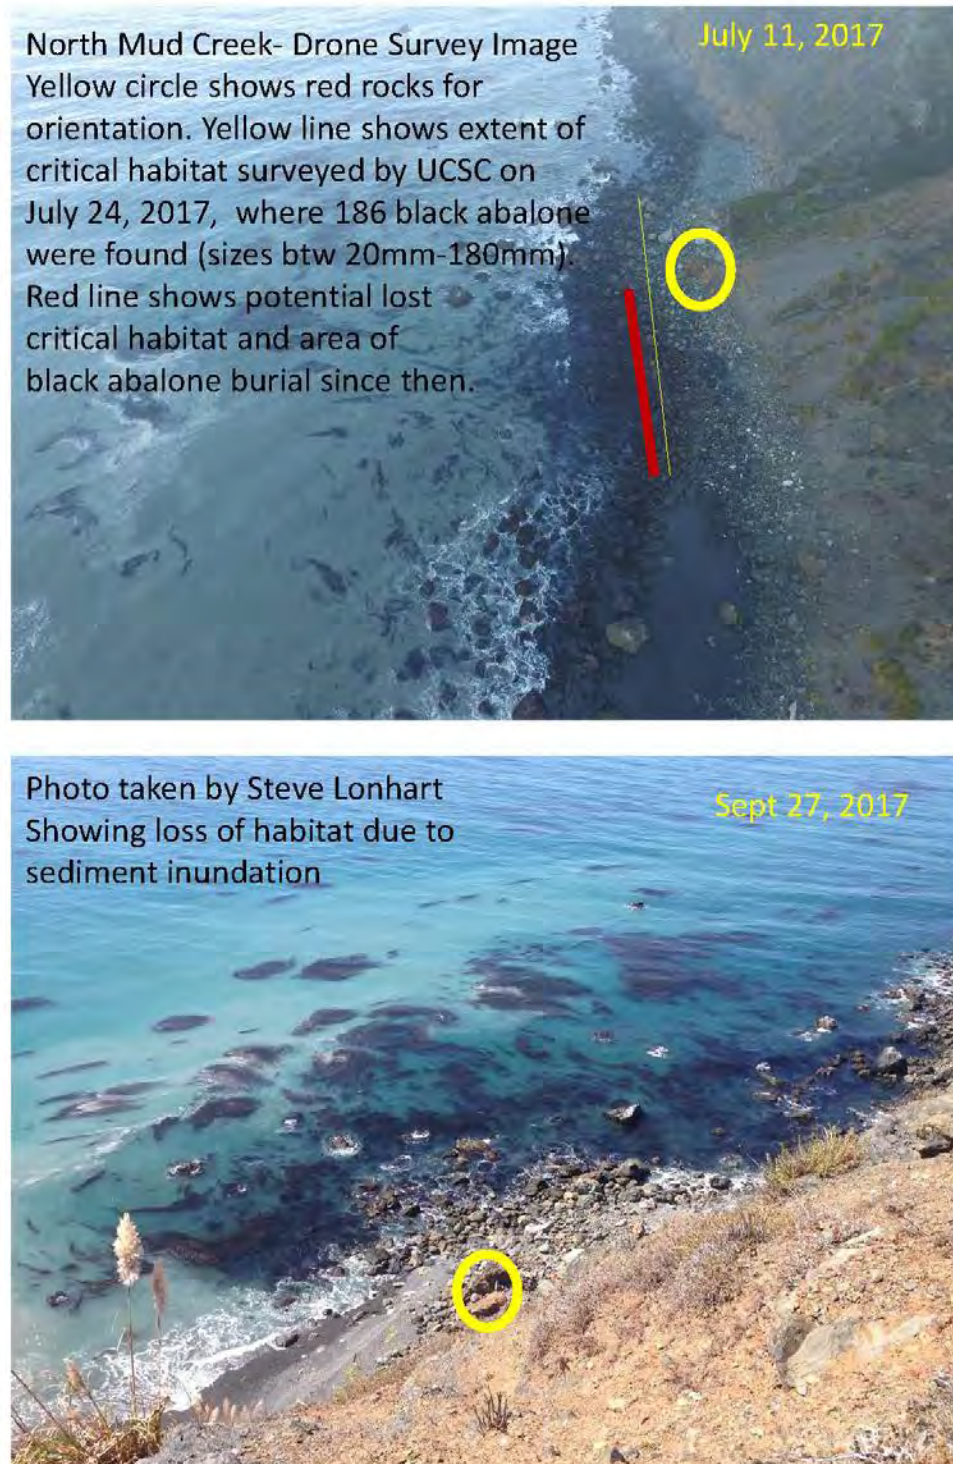 North Mud Creek- Drone Survey Image
July 11, 2017
Yellow circle shows red rocks for
orientation. Yellow line shows extent of
critical habitat surveyed by UCSC on
July 24, 2017, where 186 black abalone
were found (sizes btw 20mm-180mm).
Red line shows potential lost
critical habitat and area of
black abalone burial since then.
Photo taken by Steve Lonhart
Sept 27, 2017
Showing loss of habitat due to
sediment inundation